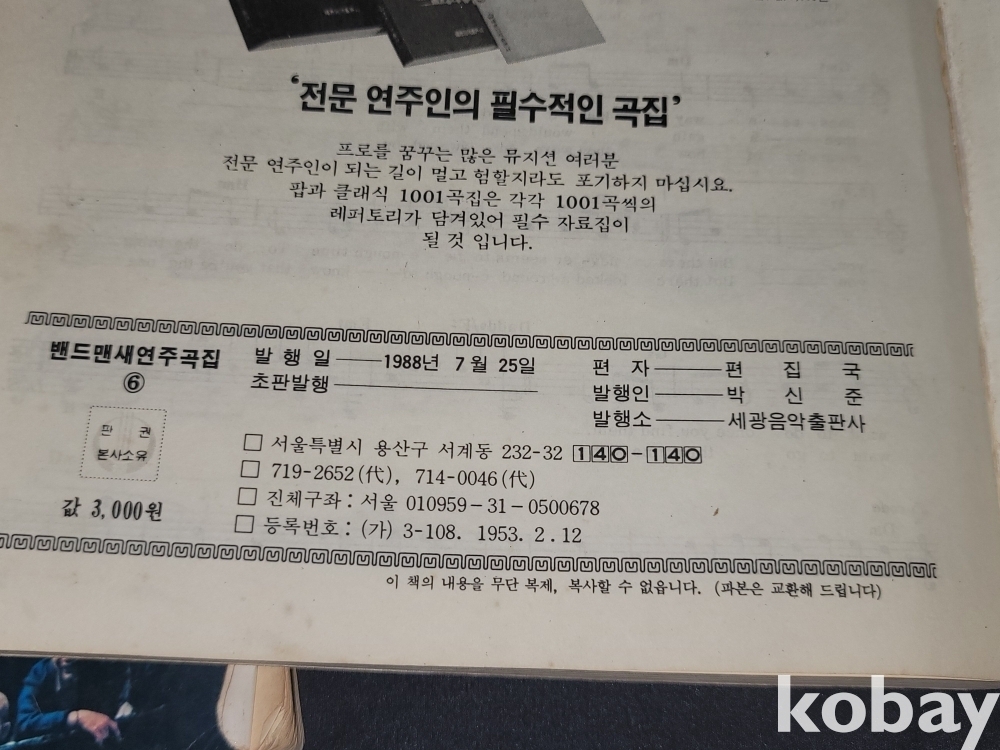 ‘전문 연주인의 필수적인 곡집’
프로를 꿈꾸는 많은 뮤지션 여러분
전문 연주인이 되는 길이 멀고 험할지라도 포기하지 마십시요.
팝과 클래식 1001곡집은 각각 1001곡씩의
레퍼토리가 담겨있어 필수 자료집이
될 것 입니다.
밴드맨새연주곡집
⑥
판 권
본사소유
값 3,000원
발 행 일 1988년 7월 25일
초판발행
편 자 편 집 국
발행인 박 신 준
발행소 세광음악출판사
□ 서울특별시 용산구 서계동 232-32 140-140
□ 719-2652(代), 714-0046(代)
□ 진체구좌 : 서울 010959-31-0500678
□ 등록번호 : (가) 3-108. 1953. 2. 12
이 책의 내용을 무단 복제, 복사할 수 없읍니다. (파본은 교환해 드립니다)
kobay